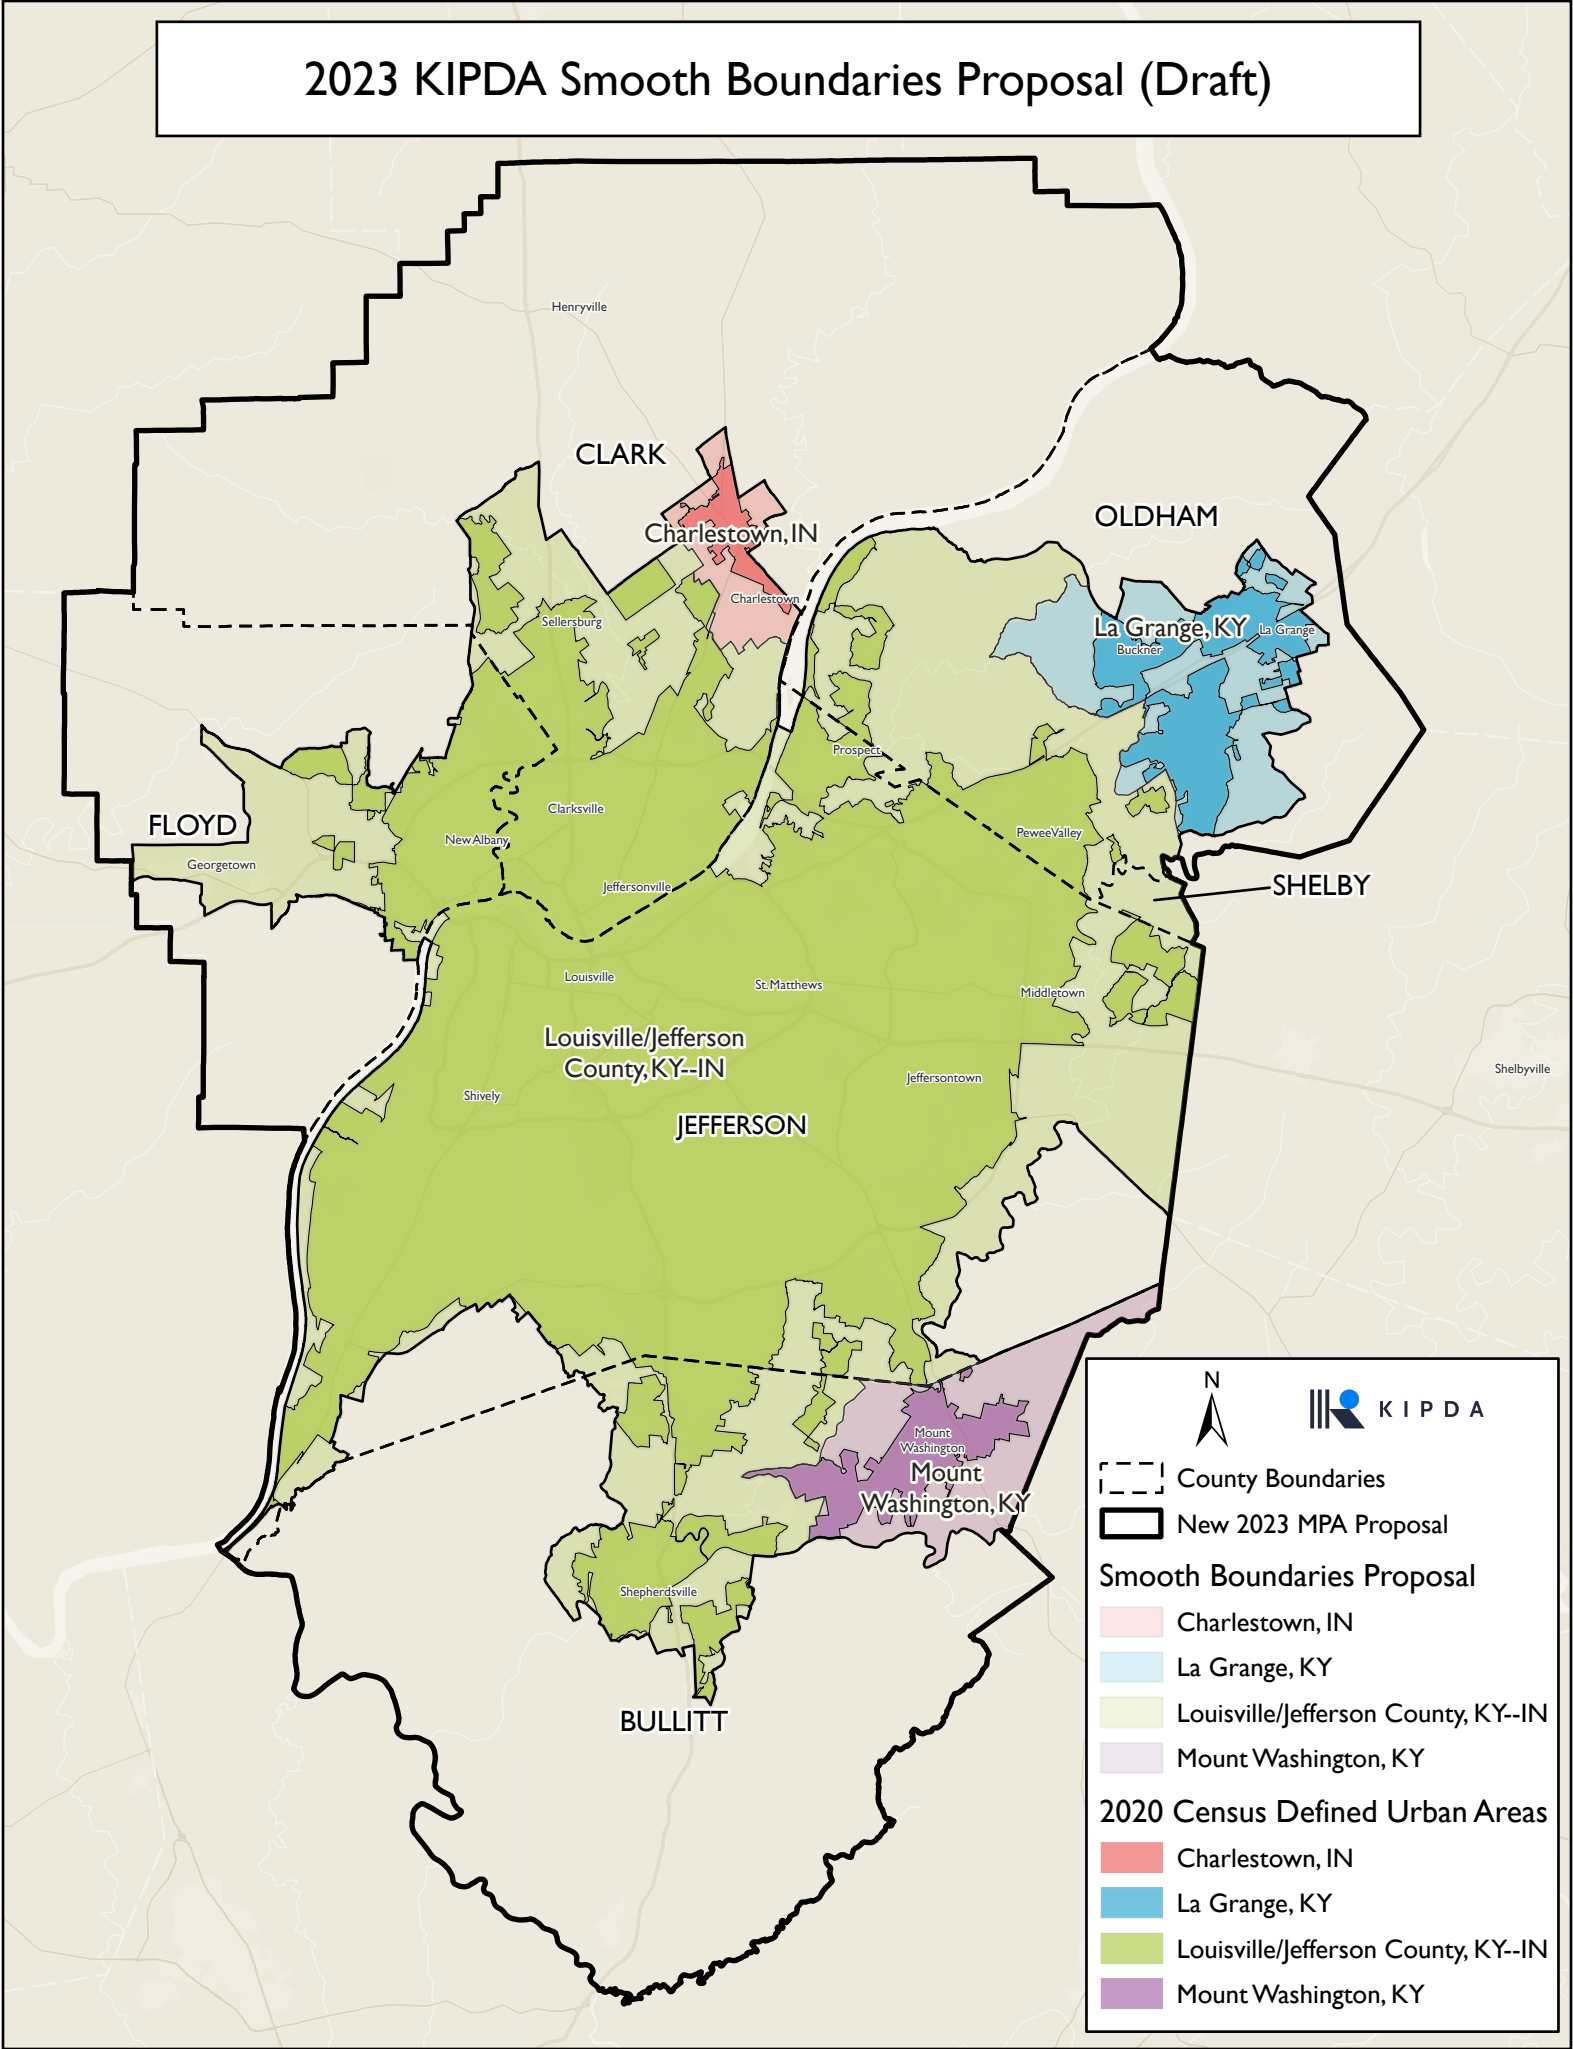 2023 KIPDA Smooth Boundaries Proposal (Draft)
Henryville
CLARK
OLDHAM
Charlestown, IN
Charlestown
Sellersburg
La Grange, KY
La Grange
Buckner
Prospect
Clarksville
FLOYD
New Albany
PeweeValley
Georgetown
Jeffersonville
SHELBY
Louisville
St. Matthews
Middletown
Louisville/Jefferson
County, KY--IN
Jeffersontown
Shelbyville
Shively
JEFFERSON
Mount
Washington
Mount
Washington, KY
Shepherdsville
BULLITT
N
KIPDA
County Boundaries
New 2023 MPA Proposal
Smooth Boundaries Proposal
Charlestown, IN
La Grange, KY
Louisville/Jefferson County, KY--IN
Mount Washington, KY
2020 Census Defined Urban Areas
Charlestown, IN
La Grange, KY
Louisville/Jefferson County, KY--IN
Mount Washington, KY